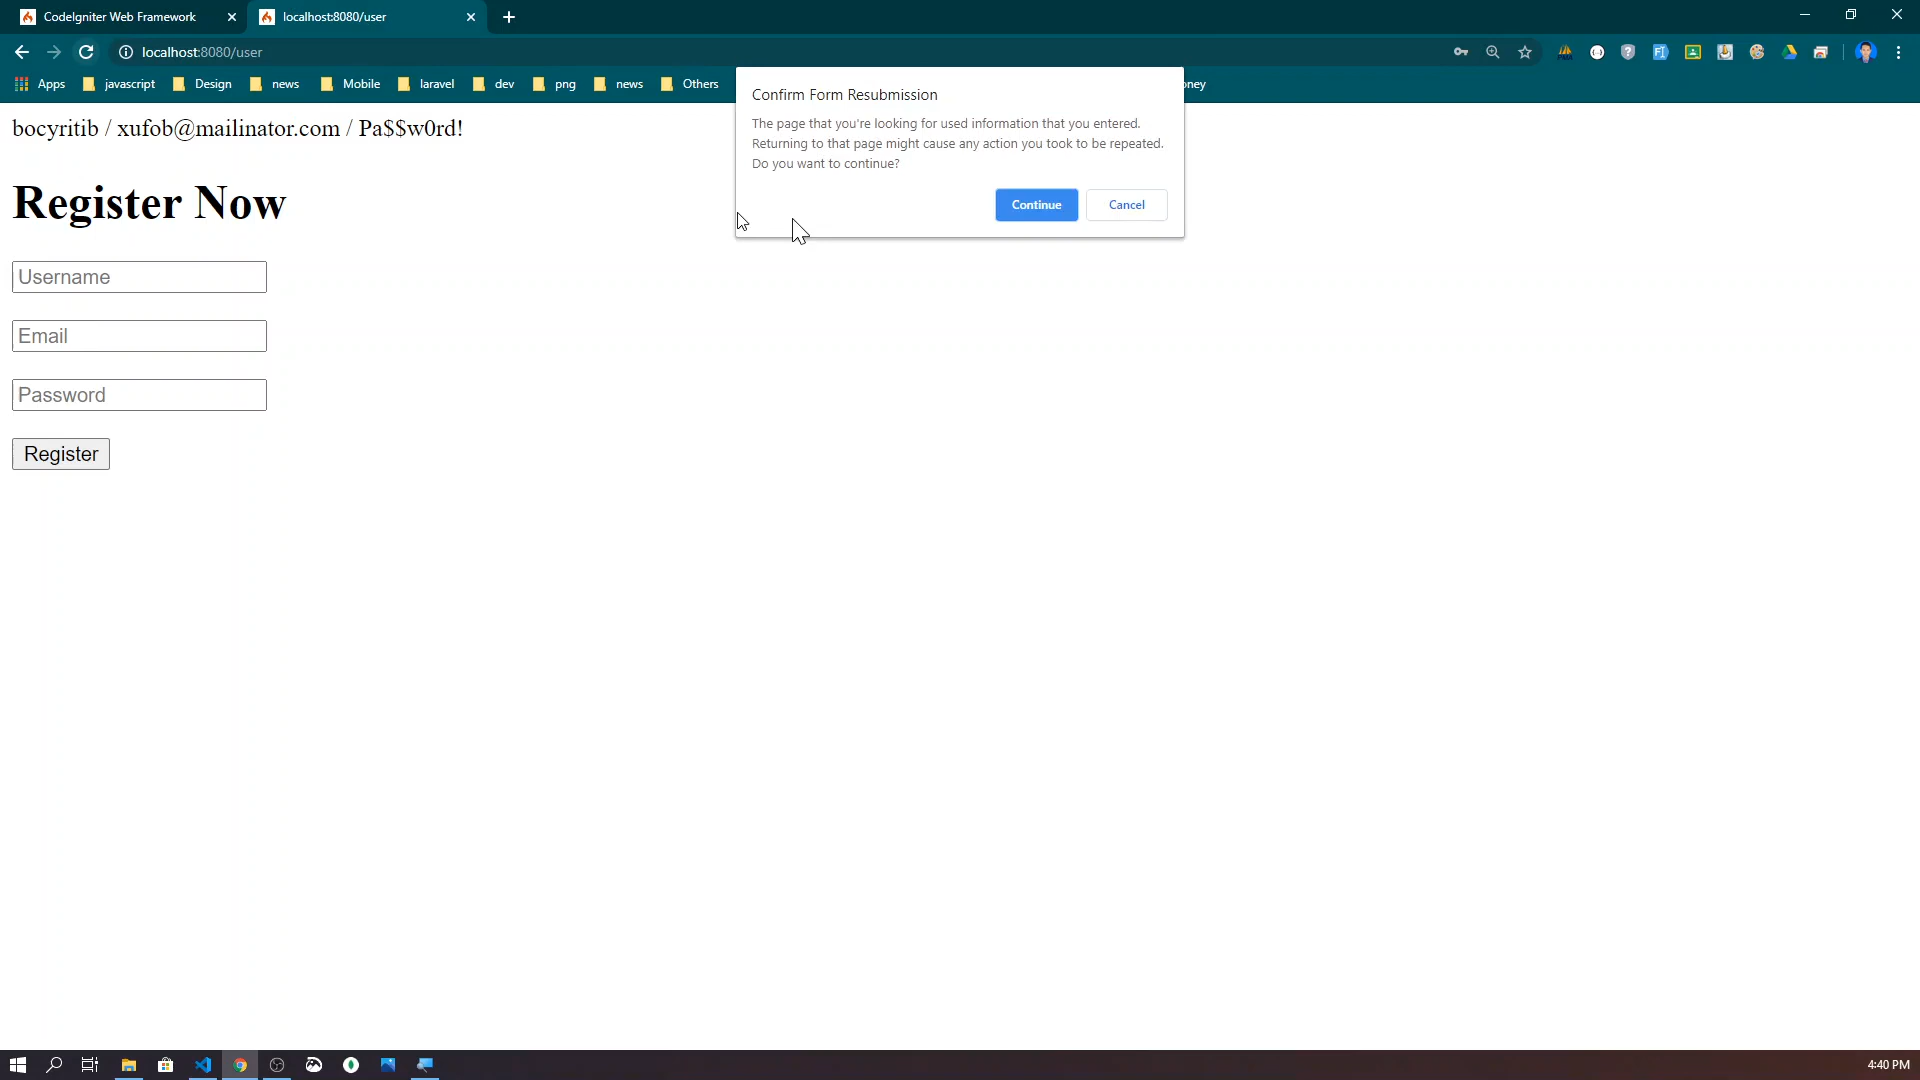 CodeIgniter Web Framework
localhost:8080/user
localhost:8080/user
Apps javascript Design news Mobile laravel dev png news Others oney
Confirm Form Resubmission
The page that you're looking for used information that you entered.
Returning to that page might cause any action you took to be repeated.
Do you want to continue?
Continue Cancel
bocyritib / xufob@mailinator.com / Pa$$w0rd!
Register Now
Username
Email
Password
Register
4:40 PM